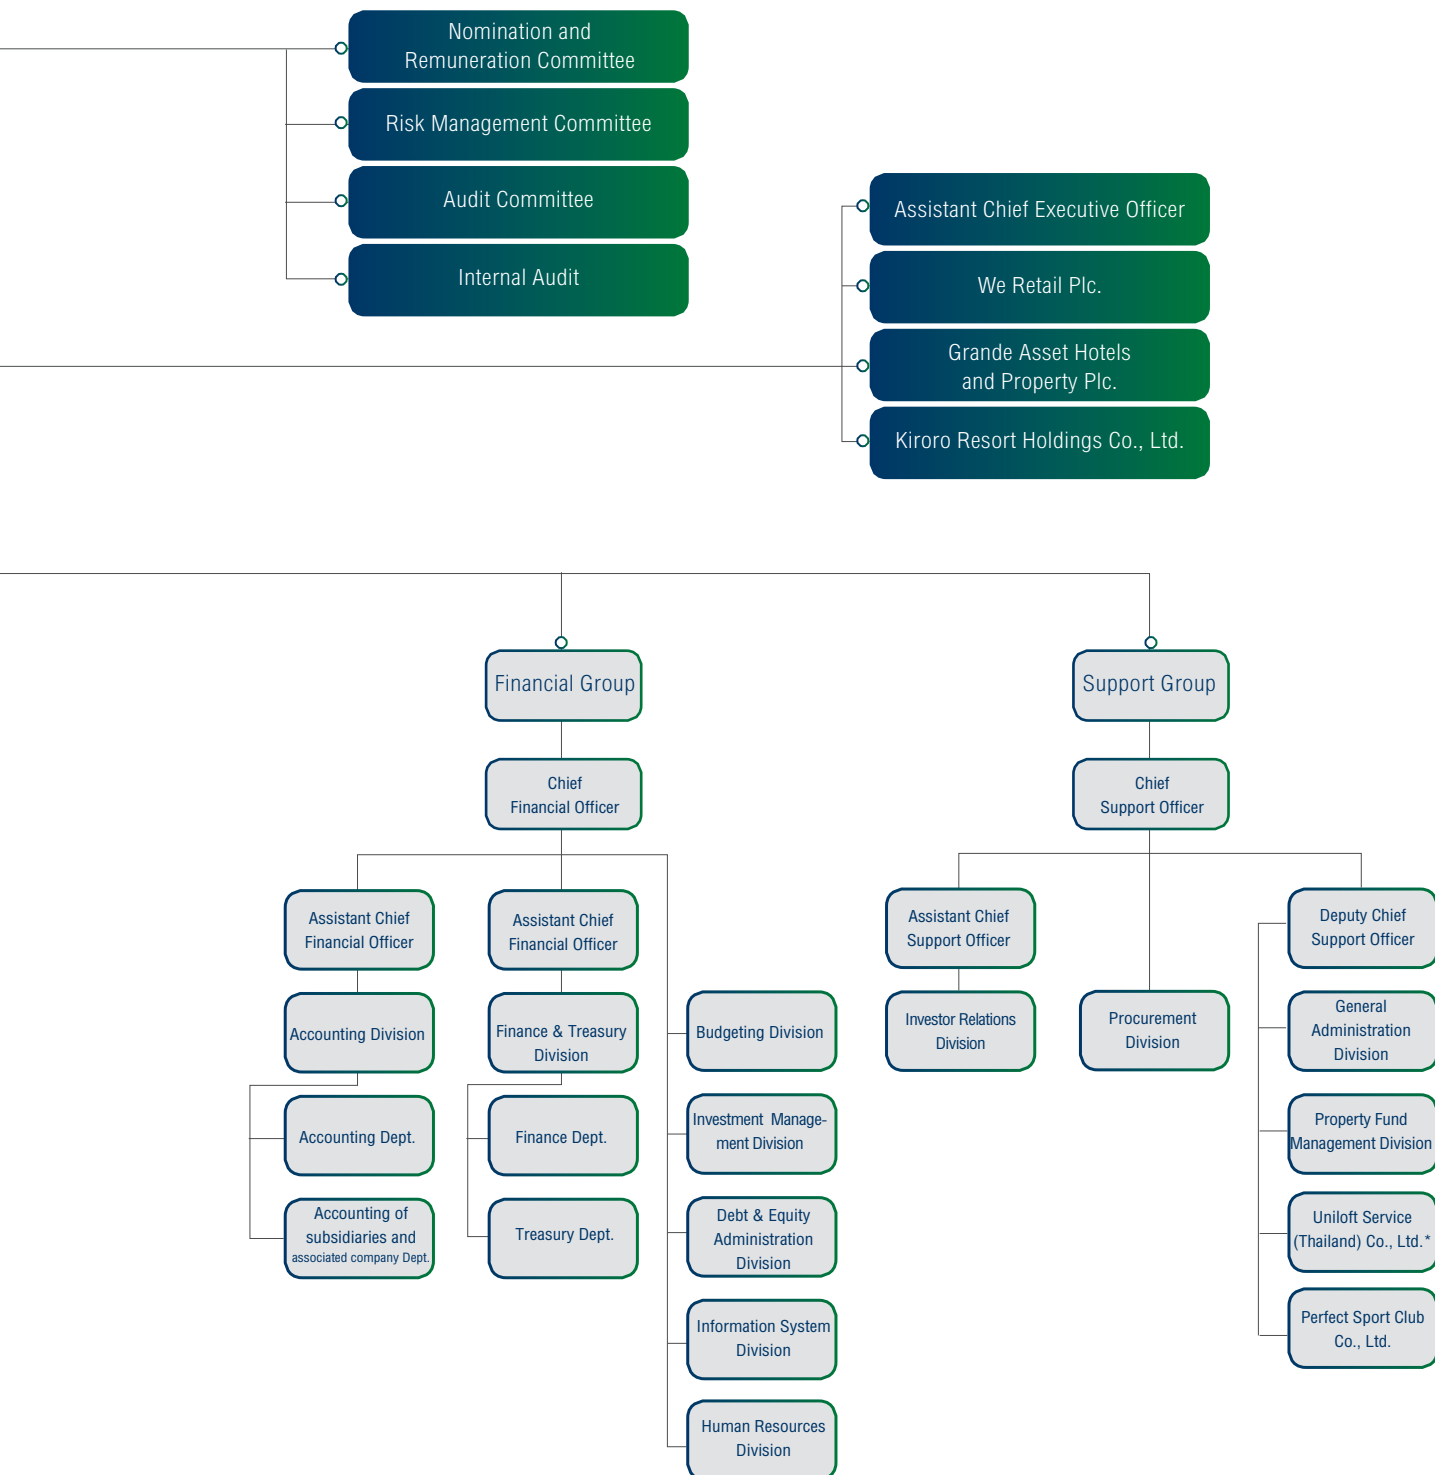 Nomination and
Remuneration Committee
Risk Management Committee
Audit Committee
Internal Audit
Assistant Chief Executive Officer
We Retail Plc.
Grande Asset Hotels
and Property Plc.
Kiroro Resort Holdings Co., Ltd.
Financial Group
Support Group
Chief
Financial Officer
Chief
Support Officer
Assistant Chief
Financial Officer
Assistant Chief
Financial Officer
Accounting Division
Finance & Treasury
Division
Accounting Dept.
Finance Dept.
Accounting of
subsidiaries and
associated company Dept.
Treasury Dept.
Budgeting Division
Investment Manage-
ment Division
Debt & Equity
Administration
Division
Information System
Division
Human Resources
Division
Assistant Chief
Support Officer
Investor Relations
Division
Procurement
Division
Deputy Chief
Support Officer
General
Administration
Division
Property Fund
Management Division
Uniloft Service
(Thailand) Co., Ltd.*
Perfect Sport Club
Co., Ltd.